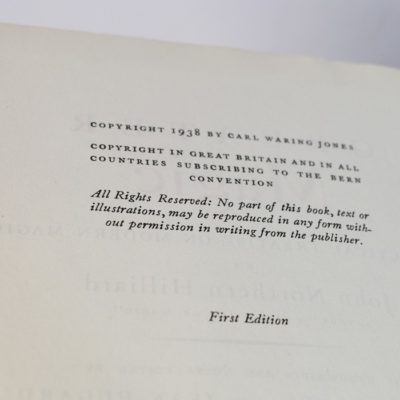 COPYRIGHT 1938 BY CARL WARING JONES
COPYRIGHT IN GREAT BRITAIN AND IN ALL
COUNTRIES SUBSCRIBING TO THE BERN
CONVENTION
All Rights Reserved: No part of this book, text or
illustrations, may be reproduced in any form with-
out permission in writing from the publisher.
First Edition